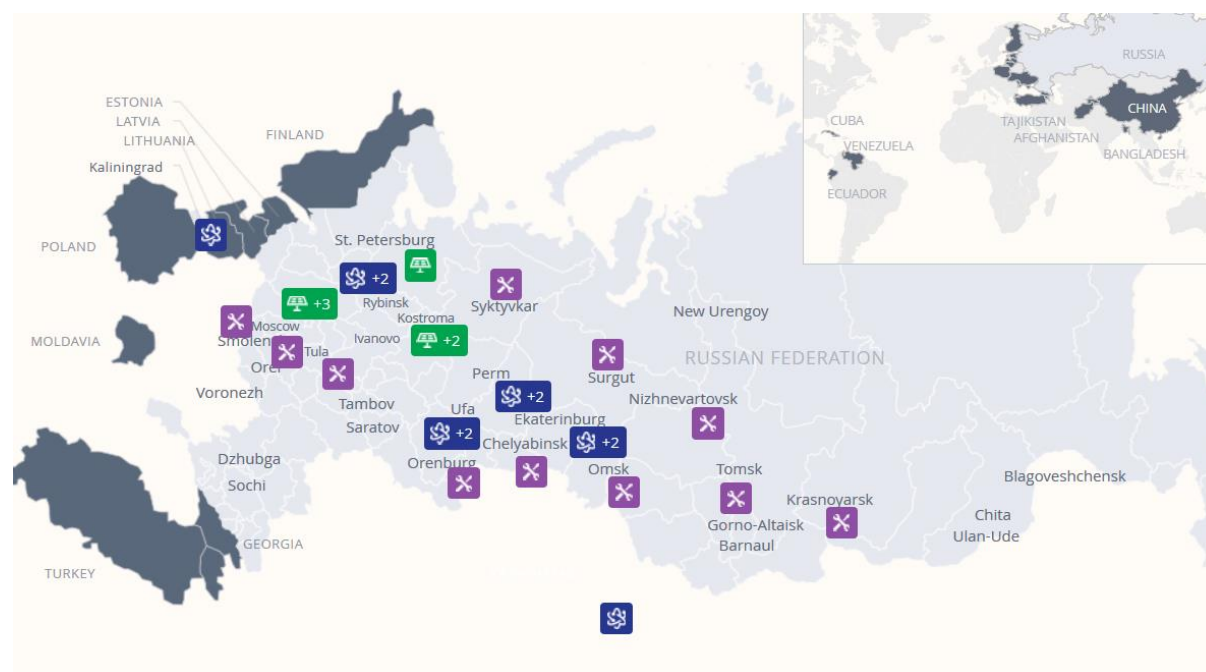 ESTONIA
LATVIA
LITHUANIA
Kaliningrad
FINLAND
POLAND
MOLDAVIA
TURKEY
GEORGIA
St. Petersburg
+2
Rybinsk
+3
Syktyvkar
Kostroma
Moscow
Ivanovo
+2
Tula
Voronezh
Tambov
Saratov
Perm
+2
Ufa
Ekaterinburg
+2
Chelyabinsk
+2
Orenburg
Dzhubga
Sochi
New Urengoy
RUSSIAN FEDERATION
Surgut
Nizhnevartovsk
Omsk
Tomsk
Krasnoyarsk
Gorno-Altaisk
Barnaul
Blagoveshchensk
Chita
Ulan-Ude
RUSSIA
CHINA
CUBA
TAJIKISTAN
VENEZUELA
AFGHANISTAN
BANGLADESH
ECUADOR